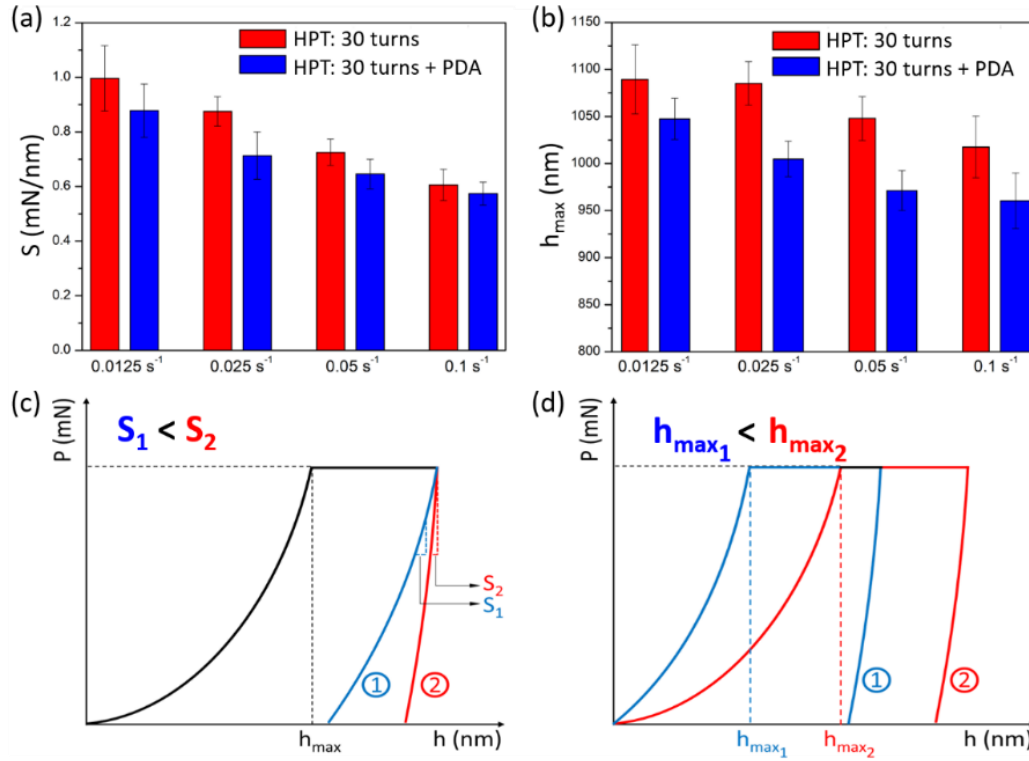 (a)
1.2
1.0
0.8
0.6
0.4
0.2
0.0
S (mN/nm)
HPT: 30 turns
HPT: 30 turns + PDA
0.0125 s⁻¹
0.025 s⁻¹
0.05 s⁻¹
0.1 s⁻¹
(b)
1150
1100
1050
1000
950
900
850
800
hₘₐₓ (nm)
HPT: 30 turns
HPT: 30 turns + PDA
0.0125 s⁻¹
0.025 s⁻¹
0.05 s⁻¹
0.1 s⁻¹
(c)
P (mN)
S₁ < S₂
S₂
S₁
①
②
hₘₐₓ
h (nm)
(d)
P (mN)
hₘₐₓ₁ < hₘₐₓ₂
①
②
hₘₐₓ₁
hₘₐₓ₂
h (nm)